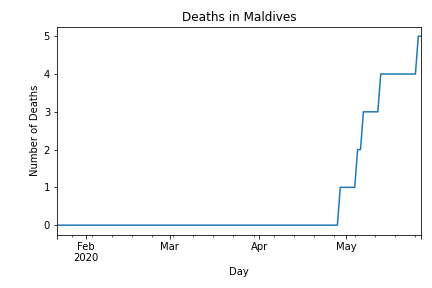 Deaths in Maldives
5
4
3
2
1
0
Number of Deaths
Feb
2020
Mar
Apr
May
Day